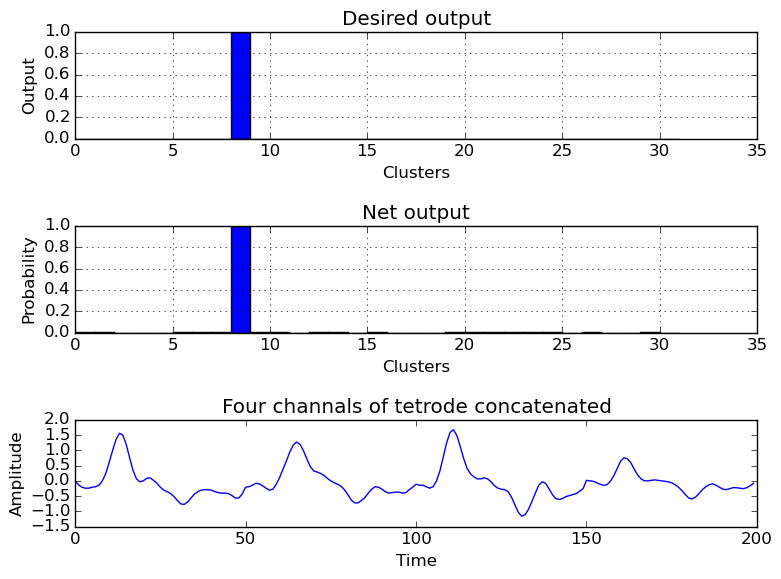 Desired output
1.0
0.8
0.6
0.4
0.2
0.0
Output
0 5 10 15 20 25 30 35
Clusters
Net output
1.0
0.8
0.6
0.4
0.2
0.0
Probability
0 5 10 15 20 25 30 35
Clusters
Four channals of tetrode concatenated
2.0
1.5
1.0
0.5
0.0
−0.5
−1.0
−1.5
Amplitude
0 50 100 150 200
Time